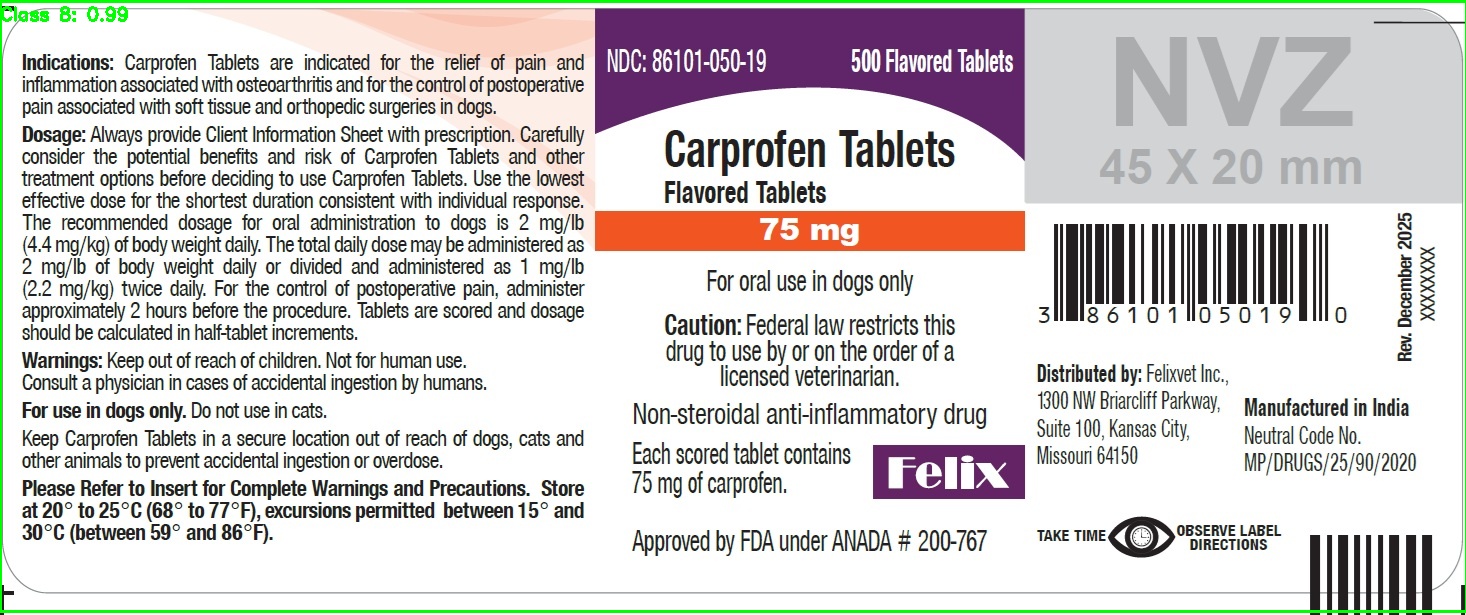 Class 8: 0.99
Indications: Carprofen Tablets are indicated for the relief of pain and
inflammation associated with osteoarthritis and for the control of postoperative
pain associated with soft tissue and orthopedic surgeries in dogs.
Dosage: Always provide Client Information Sheet with prescription. Carefully
consider the potential benefits and risk of Carprofen Tablets and other
treatment options before deciding to use Carprofen Tablets. Use the lowest
effective dose for the shortest duration consistent with individual response.
The recommended dosage for oral administration to dogs is 2 mg/lb
(4.4 mg/kg) of body weight daily. The total daily dose may be administered as
2 mg/lb of body weight daily or divided and administered as 1 mg/lb
(2.2 mg/kg) twice daily. For the control of postoperative pain, administer
approximately 2 hours before the procedure. Tablets are scored and dosage
should be calculated in half-tablet increments.
Warnings: Keep out of reach of children. Not for human use.
Consult a physician in cases of accidental ingestion by humans.
For use in dogs only. Do not use in cats.
Keep Carprofen Tablets in a secure location out of reach of dogs, cats and
other animals to prevent accidental ingestion or overdose.
Please Refer to Insert for Complete Warnings and Precautions. Store
at 20° to 25°C (68° to 77°F), excursions permitted between 15° and
30°C (between 59° and 86°F).
NDC: 86101-050-19 500 Flavored Tablets
Carprofen Tablets
Flavored Tablets
75 mg
For oral use in dogs only
Caution: Federal law restricts this
drug to use by or on the order of a
licensed veterinarian.
Non-steroidal anti-inflammatory drug
Each scored tablet contains
75 mg of carprofen.
Felix
Approved by FDA under ANADA # 200-767
NVZ
45 X 20 mm
3 86101 05019 0
Rev. December 2025
XXXXXXX
Distributed by: Felixvet Inc.,
1300 NW Briarcliff Parkway,
Suite 100, Kansas City,
Missouri 64150
Manufactured in India
Neutral Code No.
MP/DRUGS/25/90/2020
TAKE TIME
OBSERVE LABEL
DIRECTIONS